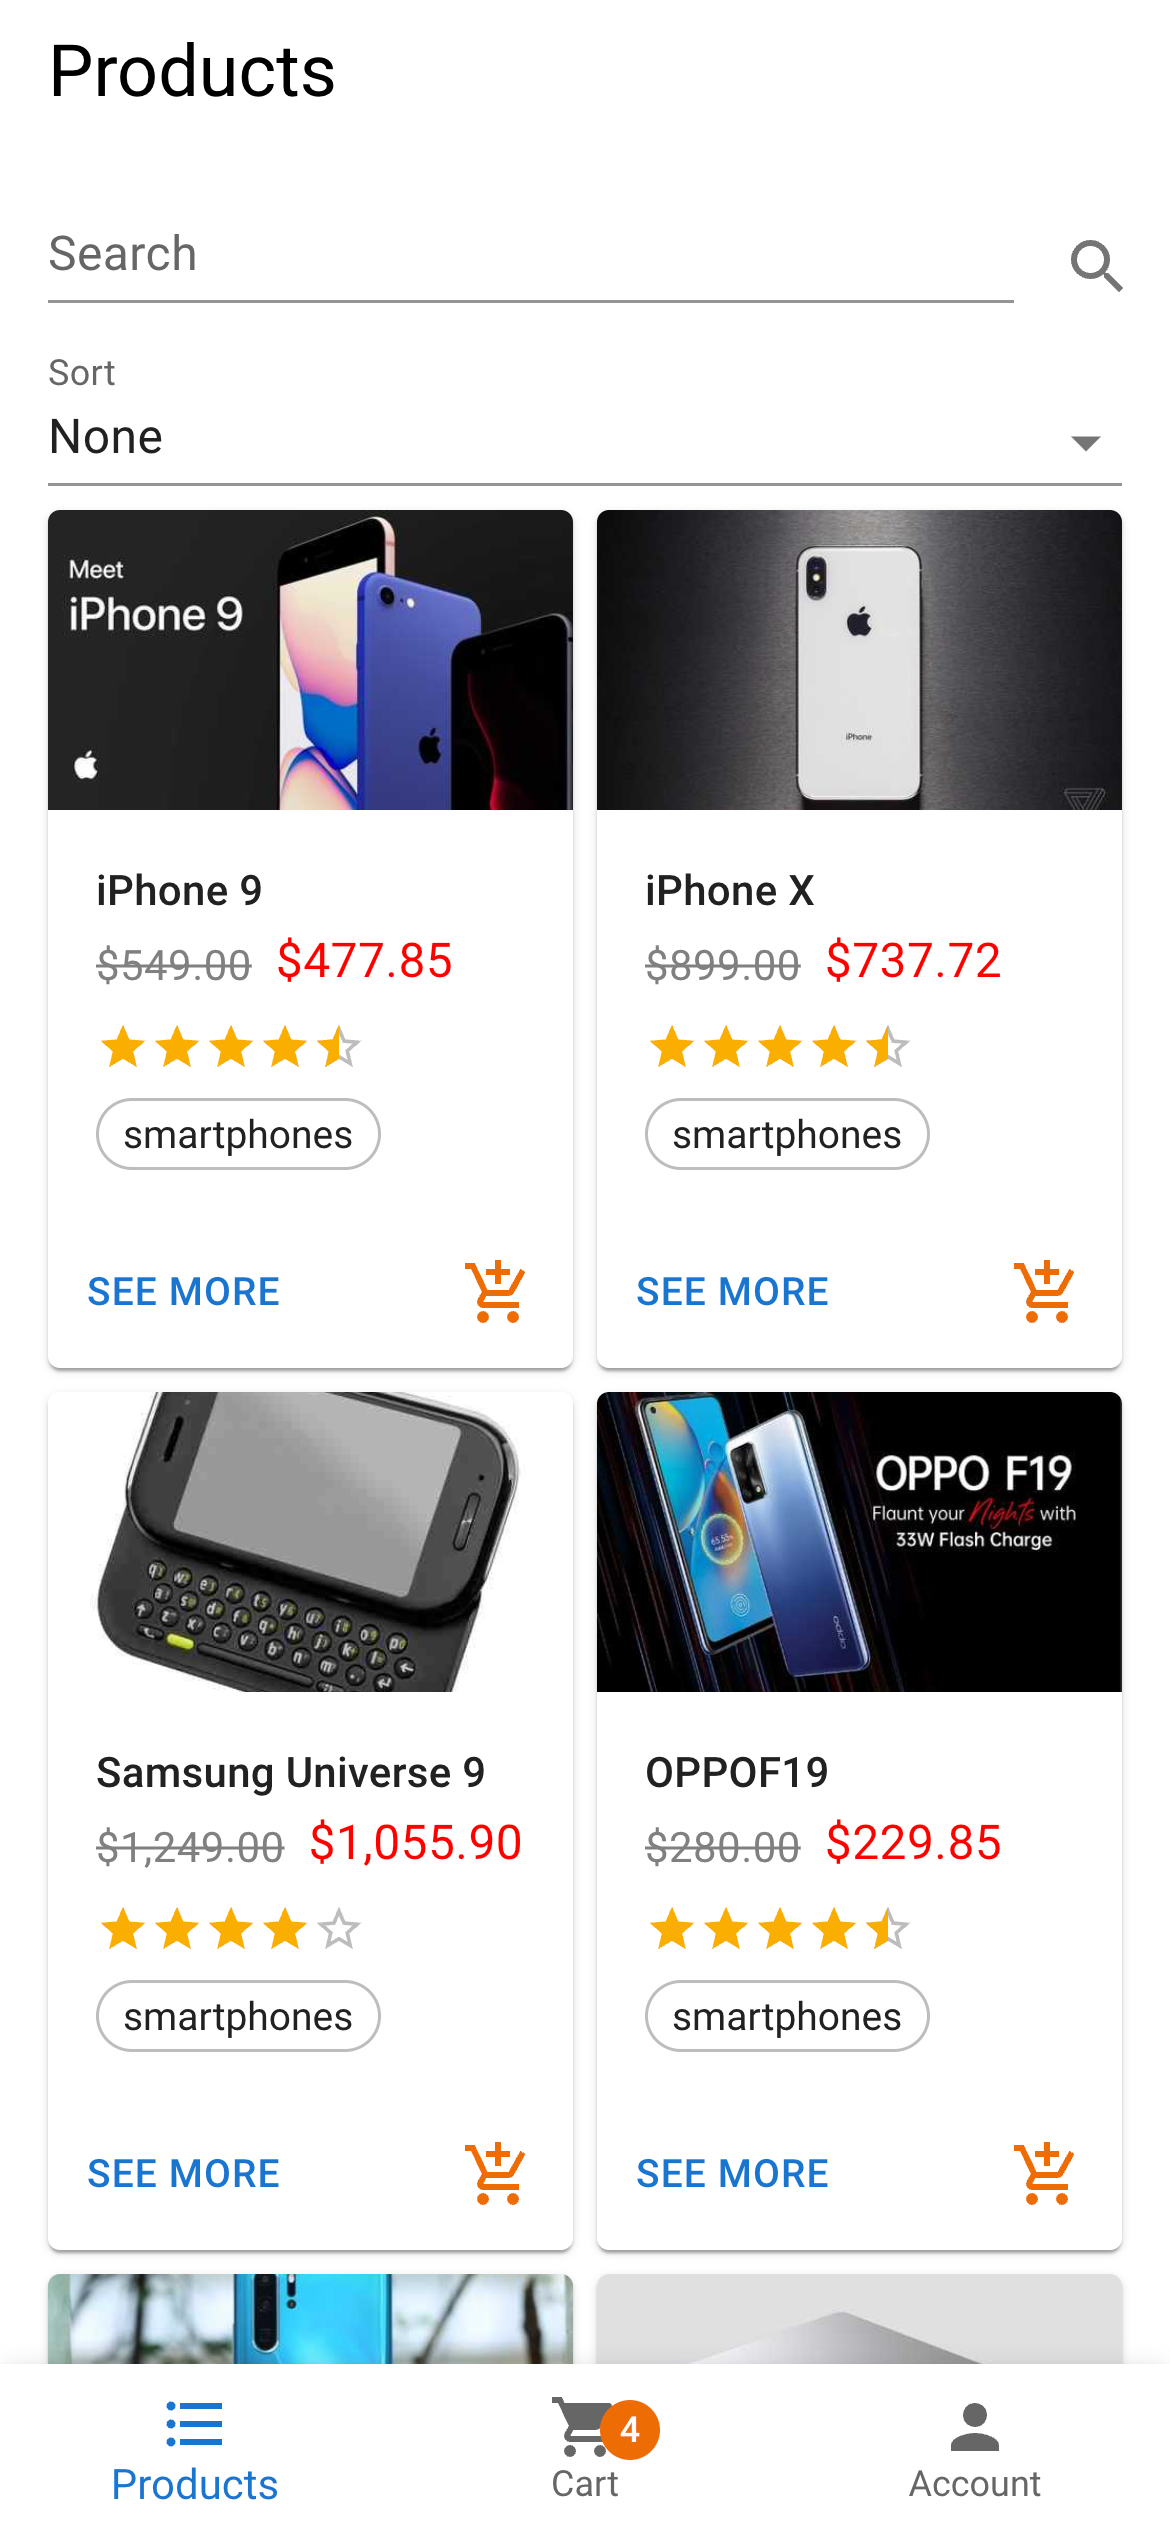 Products
Search
Sort
None
Meet
iPhone 9
iPhone
iPhone 9
$549.00 $477.85
smartphones
SEE MORE
iPhone X
$899.00 $737.72
smartphones
SEE MORE
OPPO F19
Flaunt your Nights with
33W Flash Charge
65.55%
oppo
Samsung Universe 9
$1,249.00 $1,055.90
smartphones
SEE MORE
OPPOF19
$280.00 $229.85
smartphones
SEE MORE
Products
4
Cart
Account